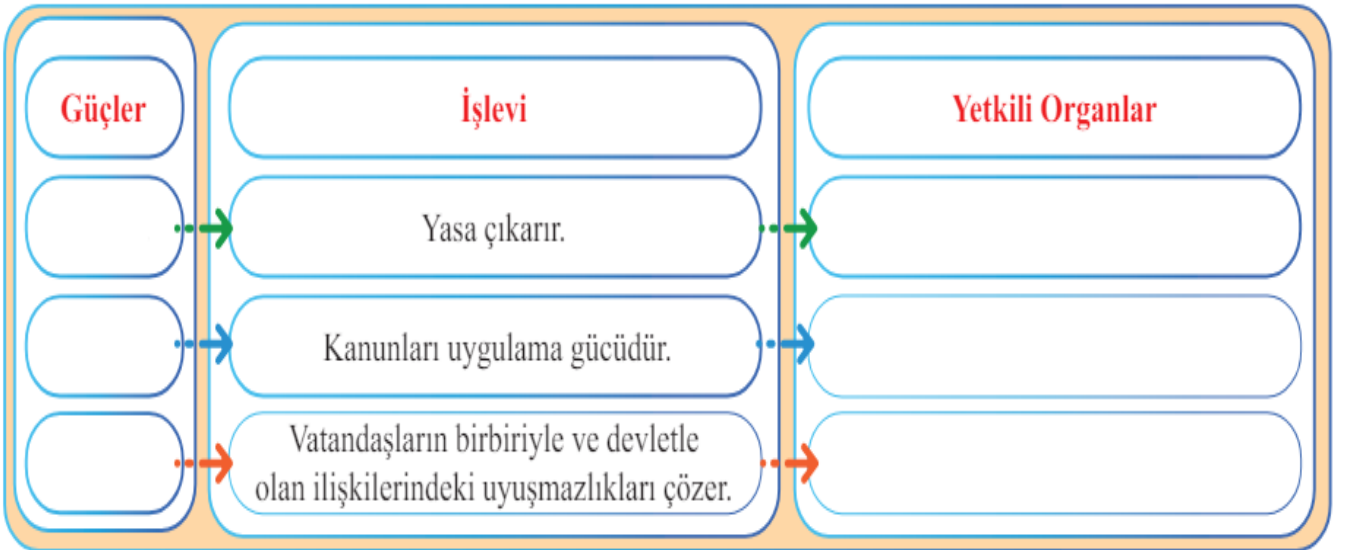 Güçler
İşlevi
Yetkili Organlar
Yasa çıkarır.
Kanunları uygulama gücüdür.
Vatandaşların birbiriyle ve devletle
olan ilişkilerindeki uyuşmazlıkları çözer.